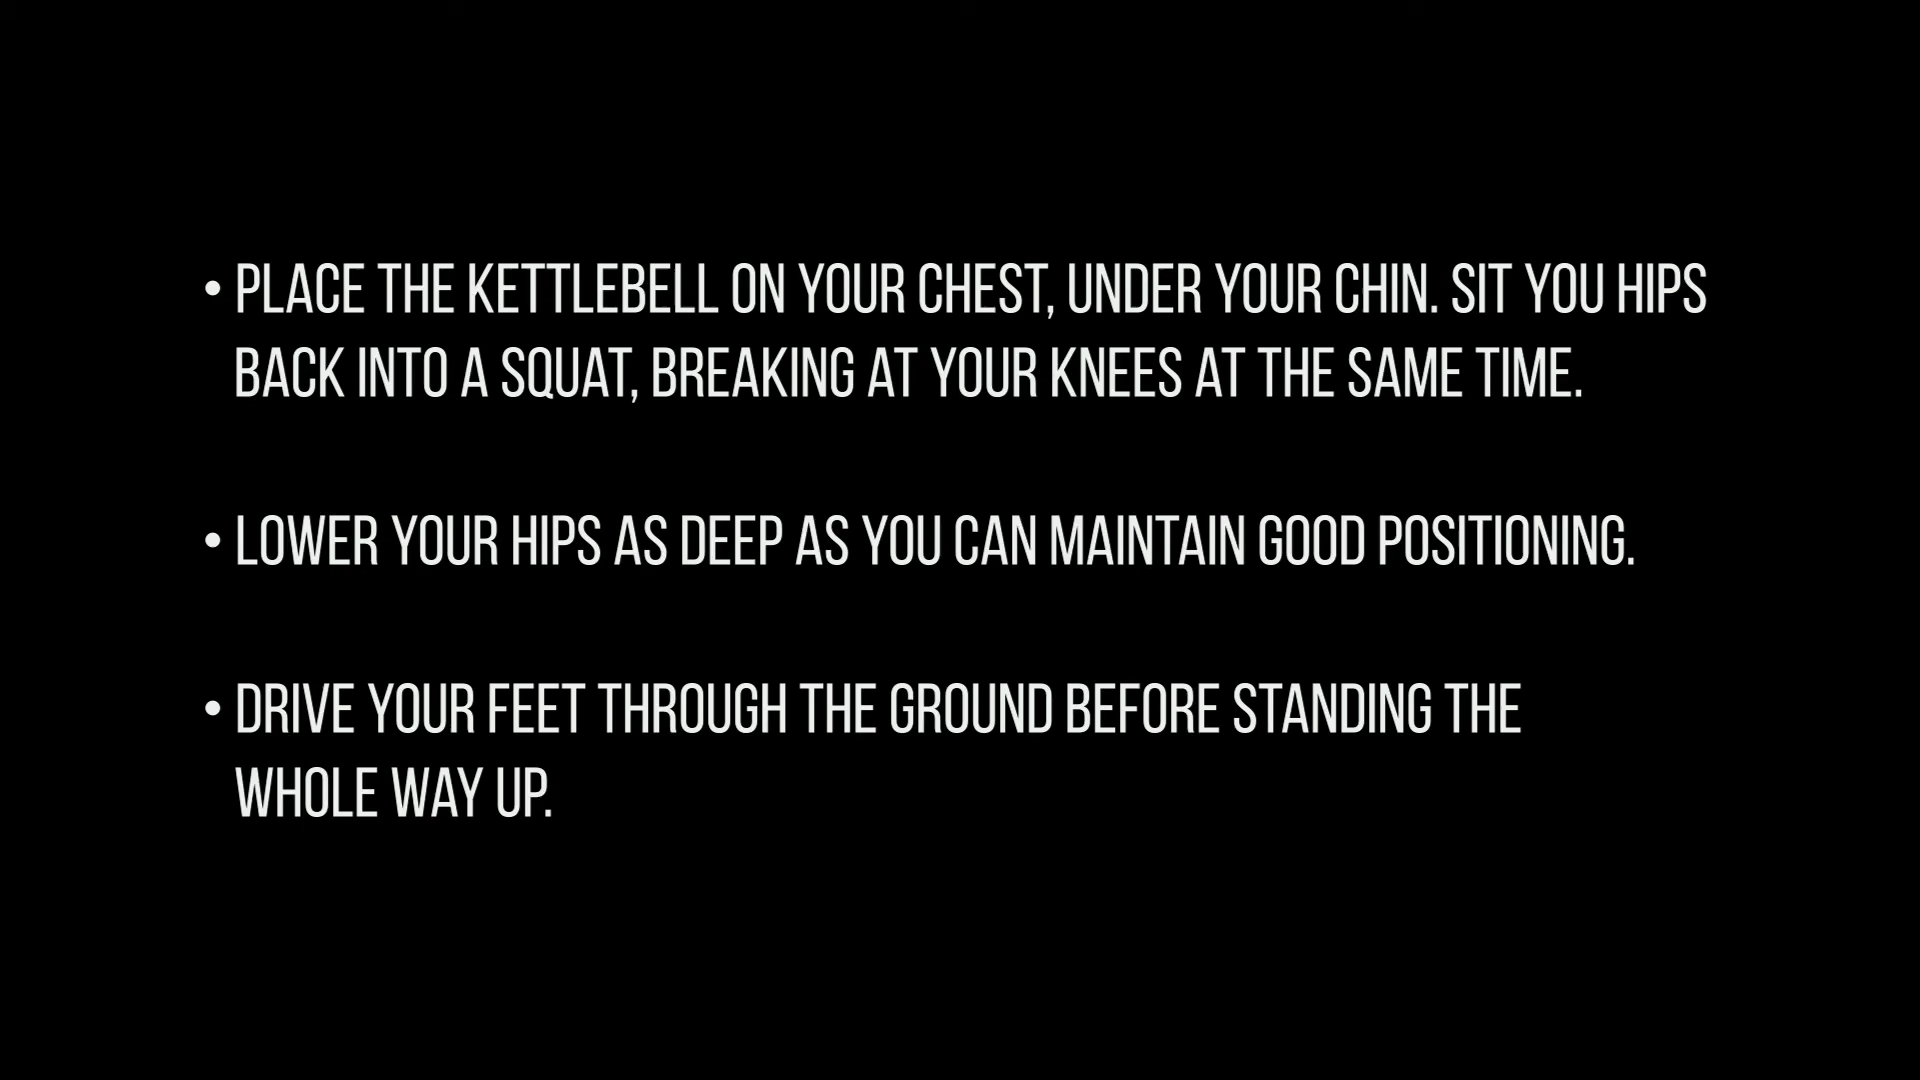 • PLACE THE KETTLEBELL ON YOUR CHEST, UNDER YOUR CHIN. SIT YOU HIPS
BACK INTO A SQUAT, BREAKING AT YOUR KNEES AT THE SAME TIME.
• LOWER YOUR HIPS AS DEEP AS YOU CAN MAINTAIN GOOD POSITIONING.
• DRIVE YOUR FEET THROUGH THE GROUND BEFORE STANDING THE
WHOLE WAY UP.